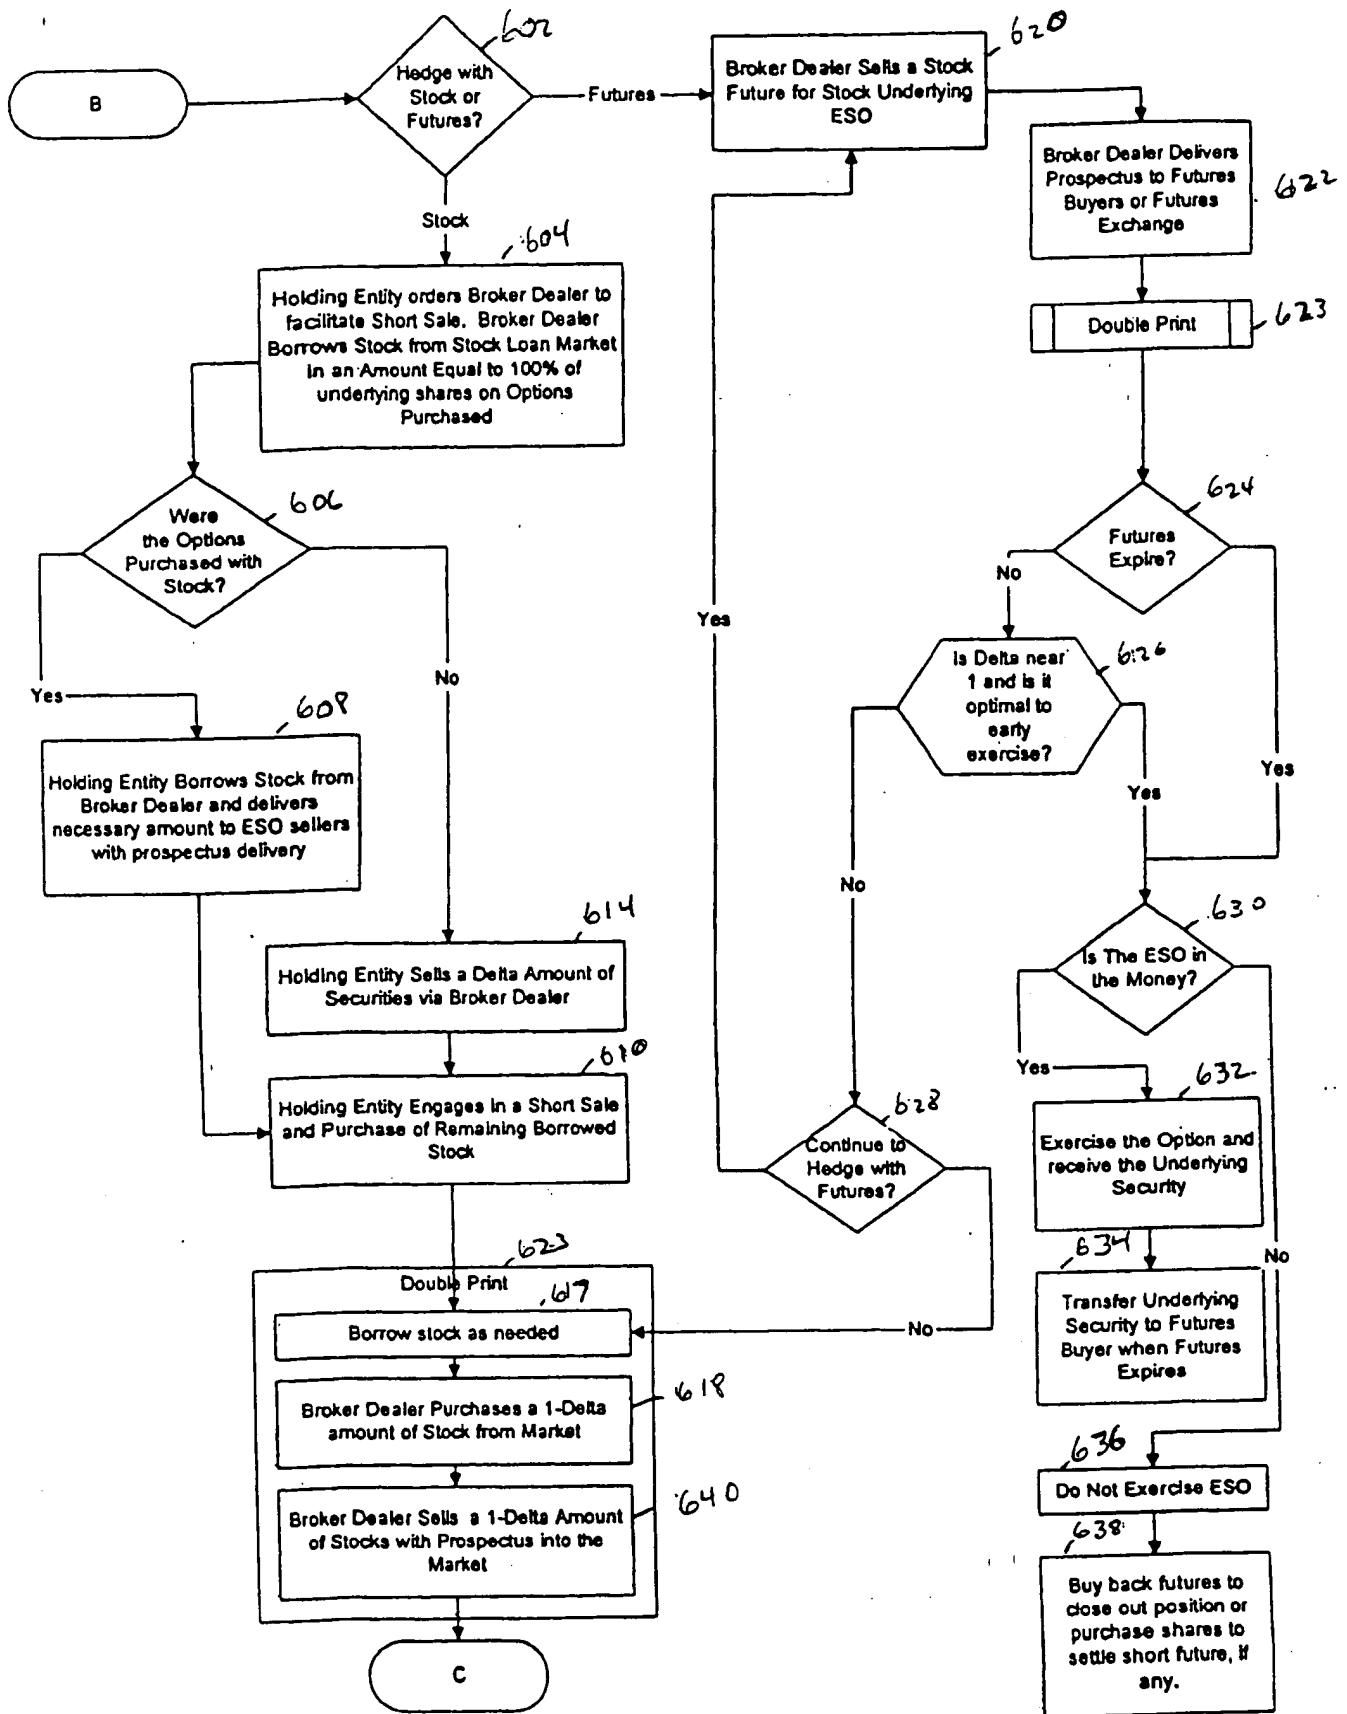 602
B
Hedge with
Stock or
Futures?
Futures
620
Broker Dealer Sells a Stock
Future for Stock Underlying
ESO
Stock
604
Holding Entity orders Broker Dealer to
facilitate Short Sale. Broker Dealer
Borrows Stock from Stock Loan Market
in an Amount Equal to 100% of
underlying shares on Options
Purchased
Broker Dealer Delivers
Prospectus to Futures
Buyers or Futures
Exchange
622
Double Print
623
606
Were
the Options
Purchased with
Stock?
Yes
No
608
Holding Entity Borrows Stock from
Broker Dealer and delivers
necessary amount to ESO sellers
with prospectus delivery
614
Holding Entity Sells a Delta Amount of
Securities via Broker Dealer
610
Holding Entity Engages in a Short Sale
and Purchase of Remaining Borrowed
Stock
624
Futures
Expire?
No
Yes
626
Is Delta near
1 and is it
optimal to
early
exercise?
Yes
No
Yes
628
Continue to
Hedge with
Futures?
No
630
Is The ESO in
the Money?
Yes
No
632
Exercise the Option and
receive the Underlying
Security
634
Transfer Underlying
Security to Futures
Buyer when Futures
Expires
636
Do Not Exercise ESO
638
Buy back futures to
close out position or
purchase shares to
settle short future, if
any.
623
Double Print
617
Borrow stock as needed
618
Broker Dealer Purchases a 1-Delta
amount of Stock from Market
640
Broker Dealer Sells a 1-Delta Amount
of Stocks with Prospectus into the
Market
C